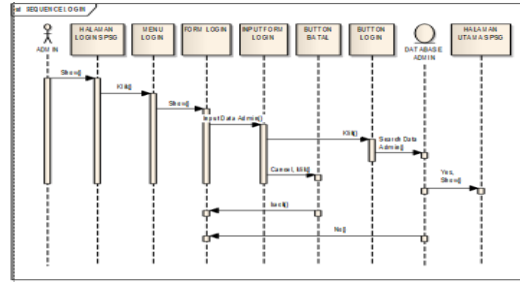 sd SEQUENCE LOGIN
ADMIN
HALAMAN
LOGIN SPSG
MENU
LOGIN
FORM LOGIN
INPUT FORM
LOGIN
BUTTON
BATAL
BUTTON
LOGIN
DATABASE
ADMIN
HALAMAN
UTAMA SPSG
Show()
Klik()
Show()
Input Data Admin()
Klik()
Search Data
Admin()
Cancel, klik()
Yes,
Show()
back()
No()